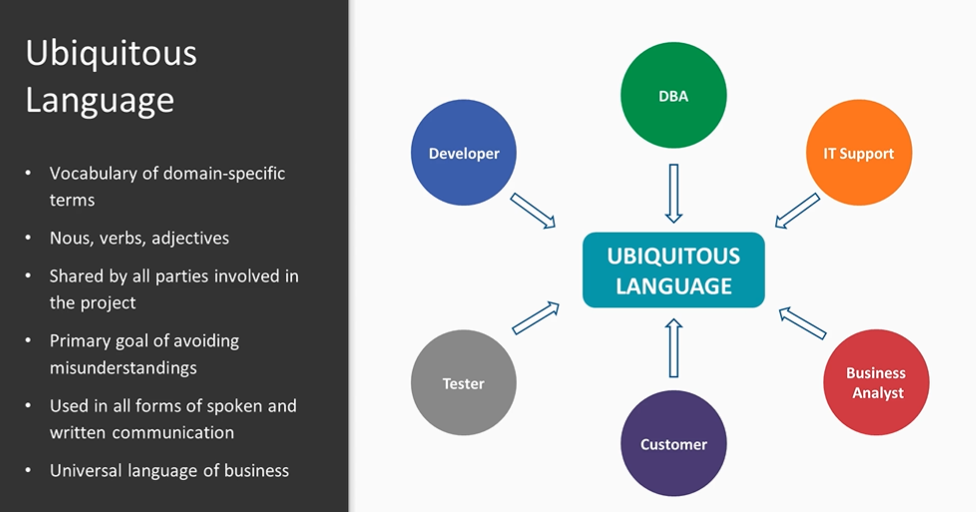 Ubiquitous
Language
• Vocabulary of domain-specific
terms
• Nous, verbs, adjectives
• Shared by all parties involved in
the project
• Primary goal of avoiding
misunderstandings
• Used in all forms of spoken and
written communication
• Universal language of business
DBA
Developer
IT Support
UBIQUITOUS
LANGUAGE
Tester
Business
Analyst
Customer